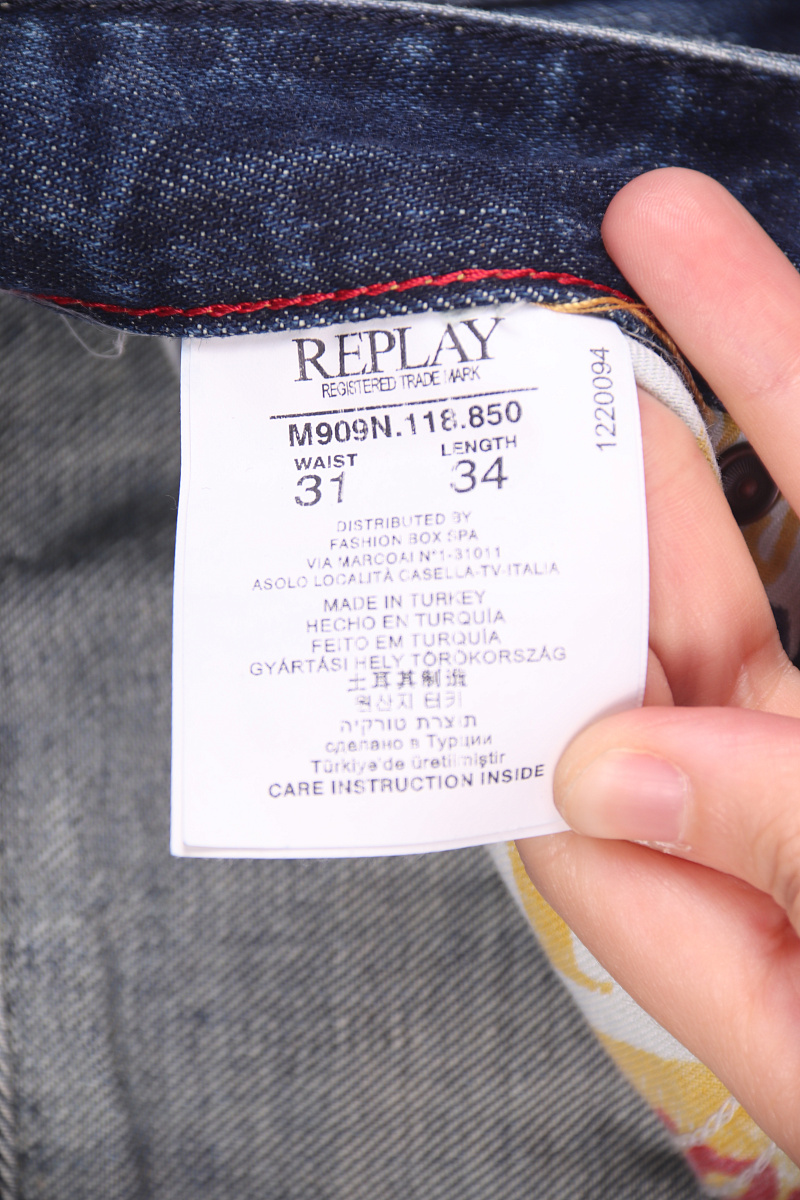 REPLAY
REGISTERED TRADE MARK
M909N.118.850
WAIST LENGTH
31 34
1220094
DISTRIBUTED BY
FASHION BOX SPA
VIA MARCOAI N°1-31011
ASOLO LOCALITÀ CASELLA-TV-ITALIA
MADE IN TURKEY
HECHO EN TURQUÍA
FEITO EM TURQUÍA
GYÁRTÁSI HELY TÖRÖKORSZÁG
土耳其制造
원산지 터키
תוצרת טורקיה
сделано в Турции
Türkiye'de üretilmiştir
CARE INSTRUCTION INSIDE